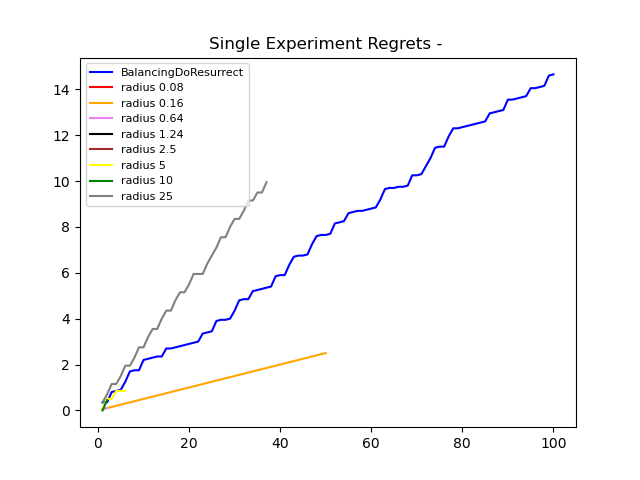 Single Experiment Regrets -
BalancingDoResurrect
radius 0.08
radius 0.16
radius 0.64
radius 1.24
radius 2.5
radius 5
radius 10
radius 25
14
12
10
8
6
4
2
0
0 20 40 60 80 100